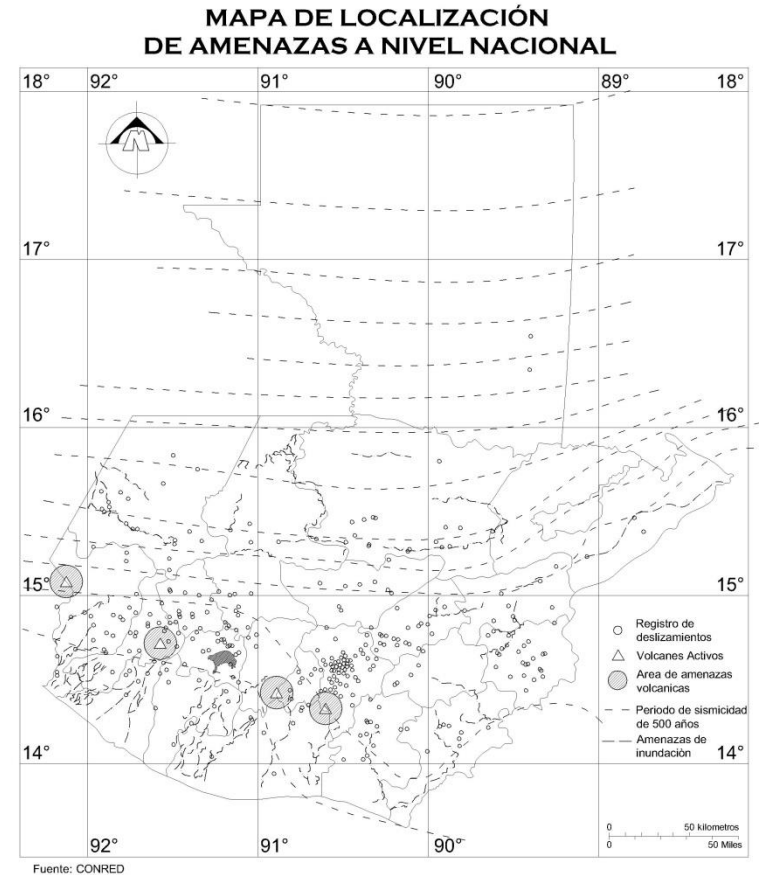 MAPA DE LOCALIZACIÓN
DE AMENAZAS A NIVEL NACIONAL
18° 92° 91° 90° 89° 18°
17° 17°
16° 16°
15° 15°
Registro de
deslizamientos
Volcanes Activos
Area de amenazas
volcanicas
Periodo de sismicidad
de 500 años
Amenazas de
inundación
14° 14°
0 50 kilometros
0 50 Miles
92° 91° 90°
Fuente: CONRED